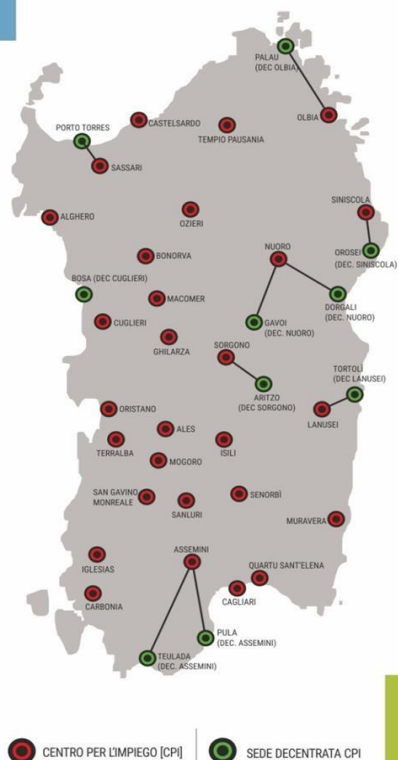 PALAU
(DEC OLBIA)
OLBIA
CASTELSARDO
TEMPIO PAUSANIA
PORTO TORRES
SASSARI
SINISCOLA
ALGHERO
OZIERI
NUORO
OROSEI
(DEC. SINISCOLA)
BONORVA
BOSA (DEC CUGLIERI)
MACOMER
DORGALI
(DEC. NUORO)
CUGLIERI
GAVOI
(DEC. NUORO)
GHILARZA
SORGONO
TORTOLÌ
(DEC LANUSEI)
ARITZO
(DEC SORGONO)
ORISTANO
LANUSEI
ALES
TERRALBA
ISILI
MOGORO
SAN GAVINO
MONREALE
SANLURI
SENORBÌ
MURAVERA
ASSEMINI
IGLESIAS
QUARTU SANT'ELENA
CARBONIA
CAGLIARI
PULA
(DEC. ASSEMINI)
TEULADA
(DEC. ASSEMINI)
CENTRO PER L'IMPIEGO [CPI]
SEDE DECENTRATA CPI